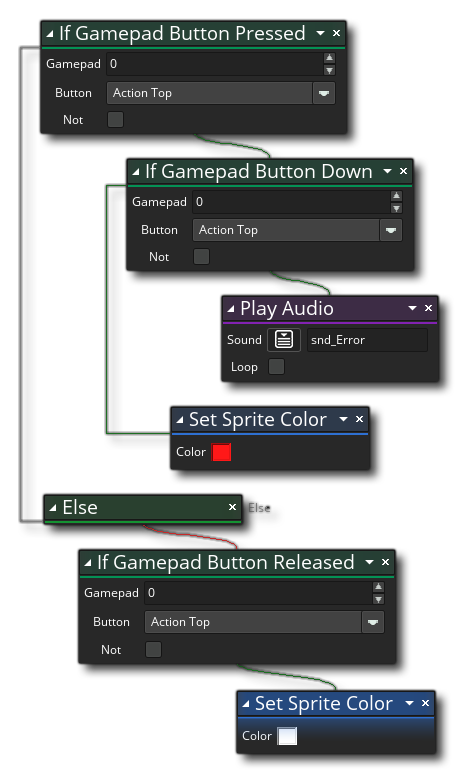 If Gamepad Button Pressed
Gamepad 0
Button Action Top
Not
If Gamepad Button Down
Gamepad 0
Button Action Top
Not
Play Audio
Sound snd_Error
Loop
Set Sprite Color
Color
Else Else
If Gamepad Button Released
Gamepad 0
Button Action Top
Not
Set Sprite Color
Color